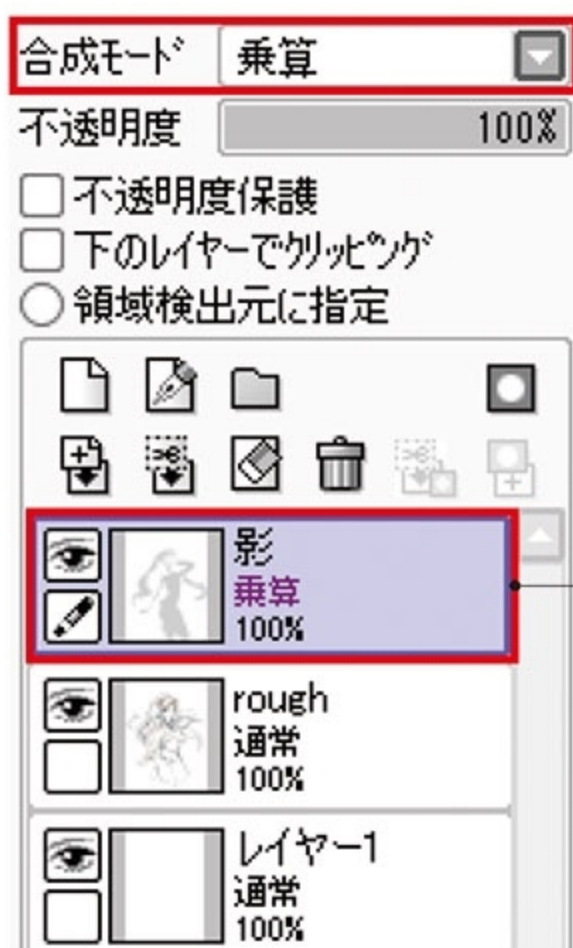 合成モード 乗算
不透明度 100%
不透明度保護
下のレイヤーでクリッピング
領域検出元に指定
影
乗算
100%
rough
通常
100%
レイヤー1
通常
100%